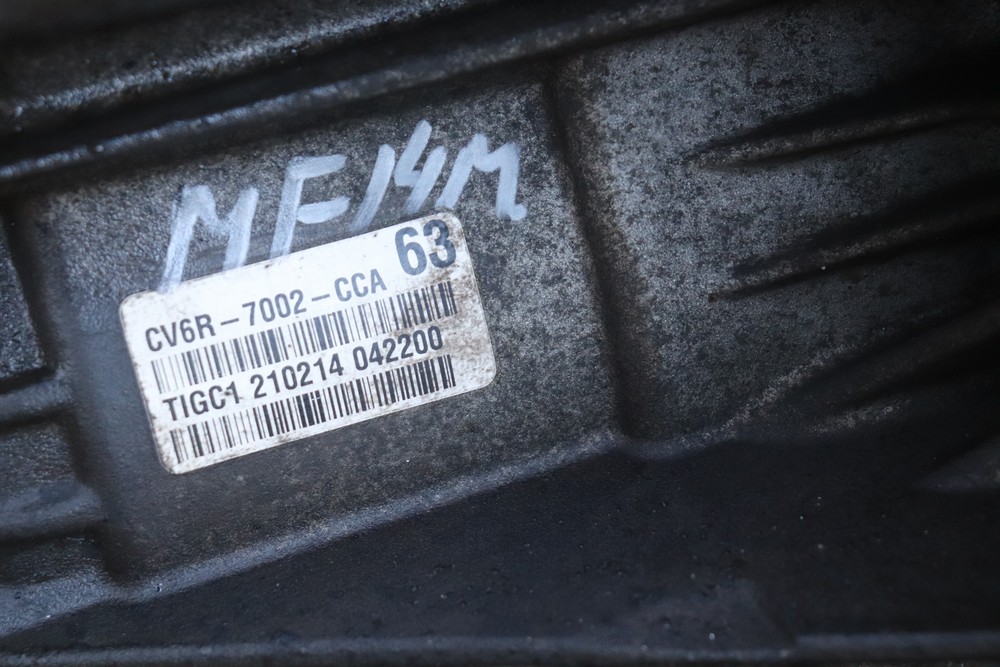 MF14M
63
CV6R-7002-CCA
TIGC1 210214 042200